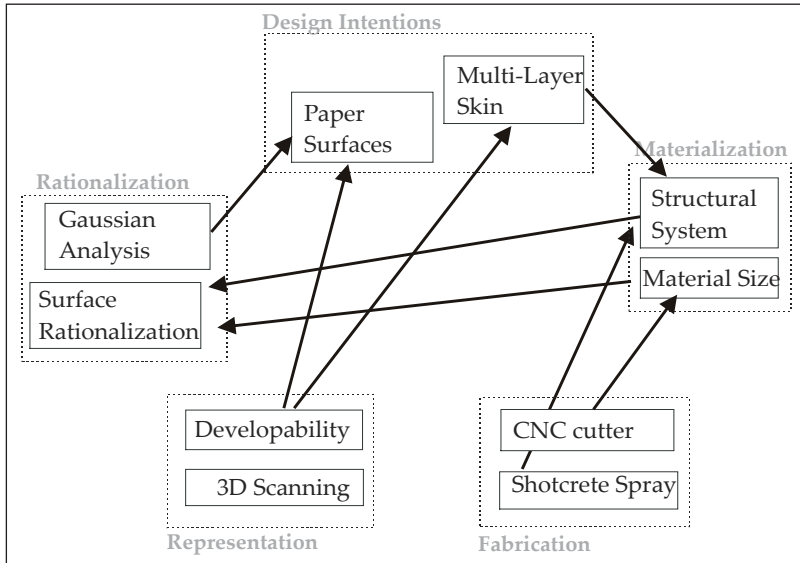 Design Intentions
Multi-Layer
Skin
Paper
Surfaces
Materialization
Structural
System
Material Size
Rationalization
Gaussian
Analysis
Surface
Rationalization
Developability
3D Scanning
Representation
CNC cutter
Shotcrete Spray
Fabrication